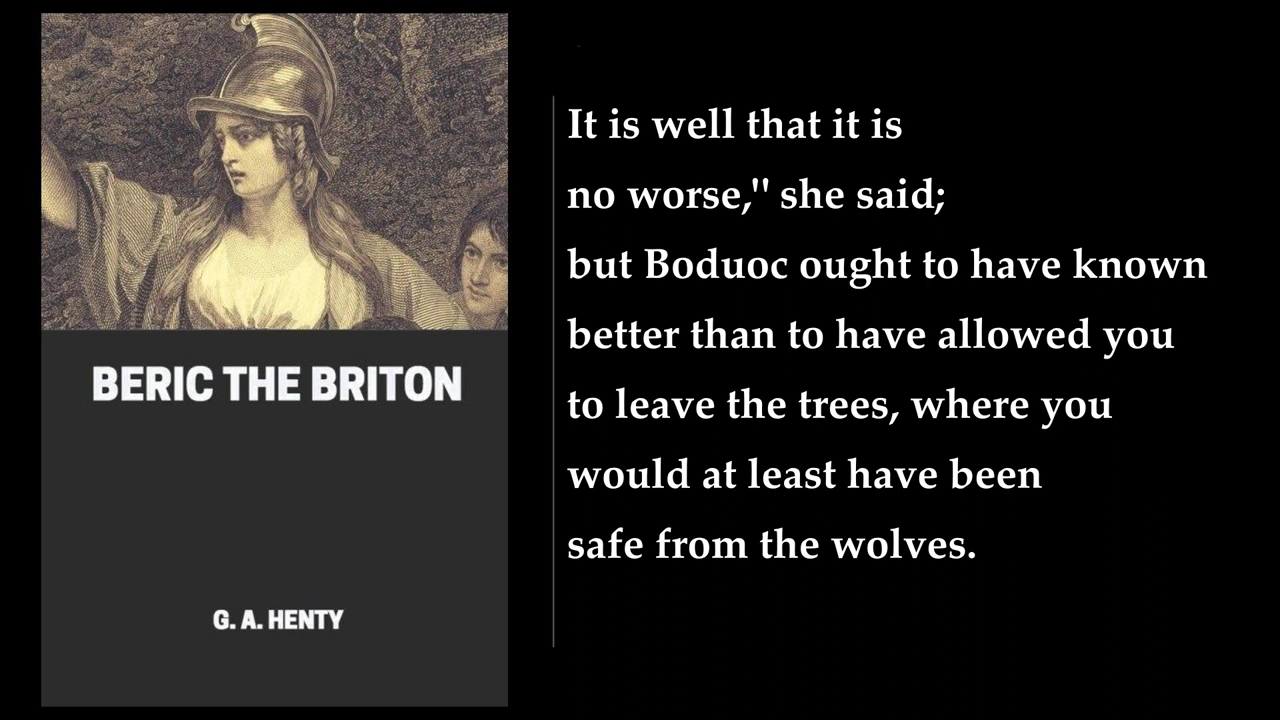 BERIC THE BRITON
G. A. HENTY
It is well that it is
no worse," she said;
but Boduoc ought to have known
better than to have allowed you
to leave the trees, where you
would at least have been
safe from the wolves.